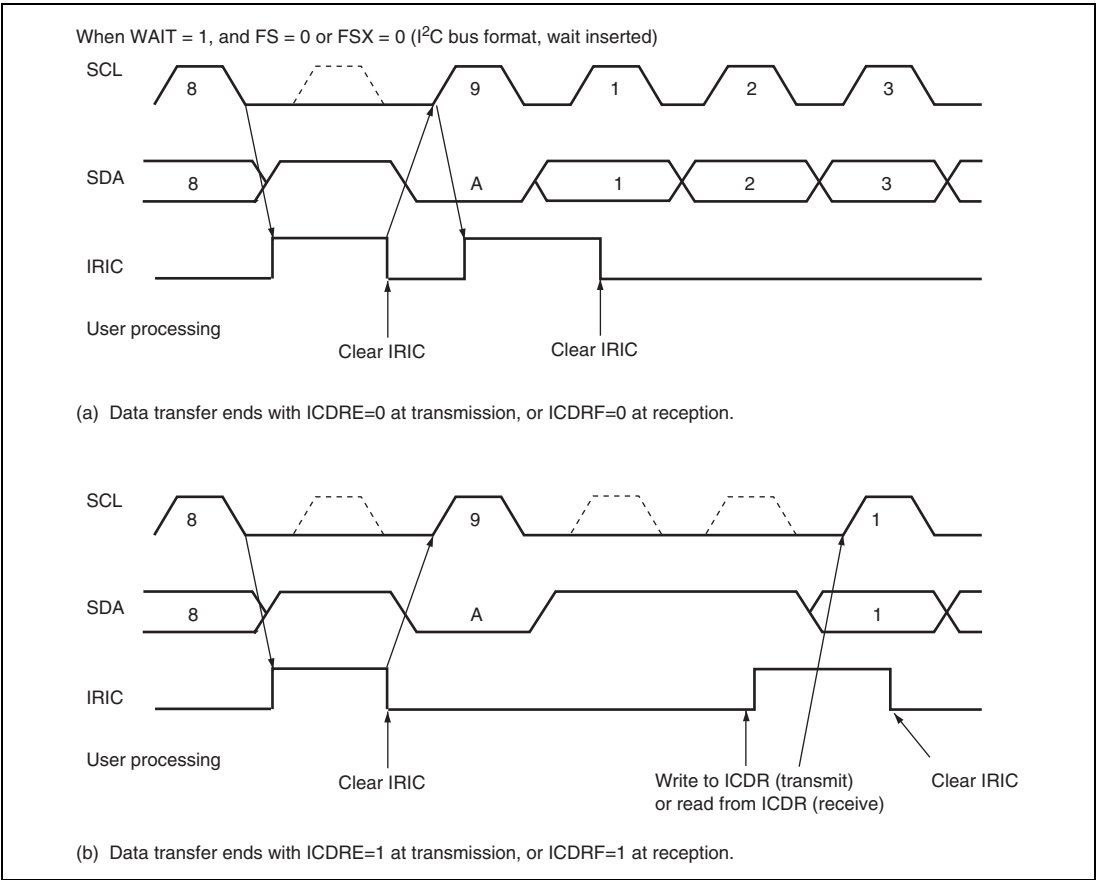 When WAIT = 1, and FS = 0 or FSX = 0 (I²C bus format, wait inserted)
SCL
8
9
1
2
3
SDA
8
A
1
2
3
IRIC
User processing
Clear IRIC
Clear IRIC
(a) Data transfer ends with ICDRE=0 at transmission, or ICDRF=0 at reception.
SCL
8
9
1
SDA
8
A
1
IRIC
User processing
Clear IRIC
Write to ICDR (transmit)
or read from ICDR (receive)
Clear IRIC
(b) Data transfer ends with ICDRE=1 at transmission, or ICDRF=1 at reception.